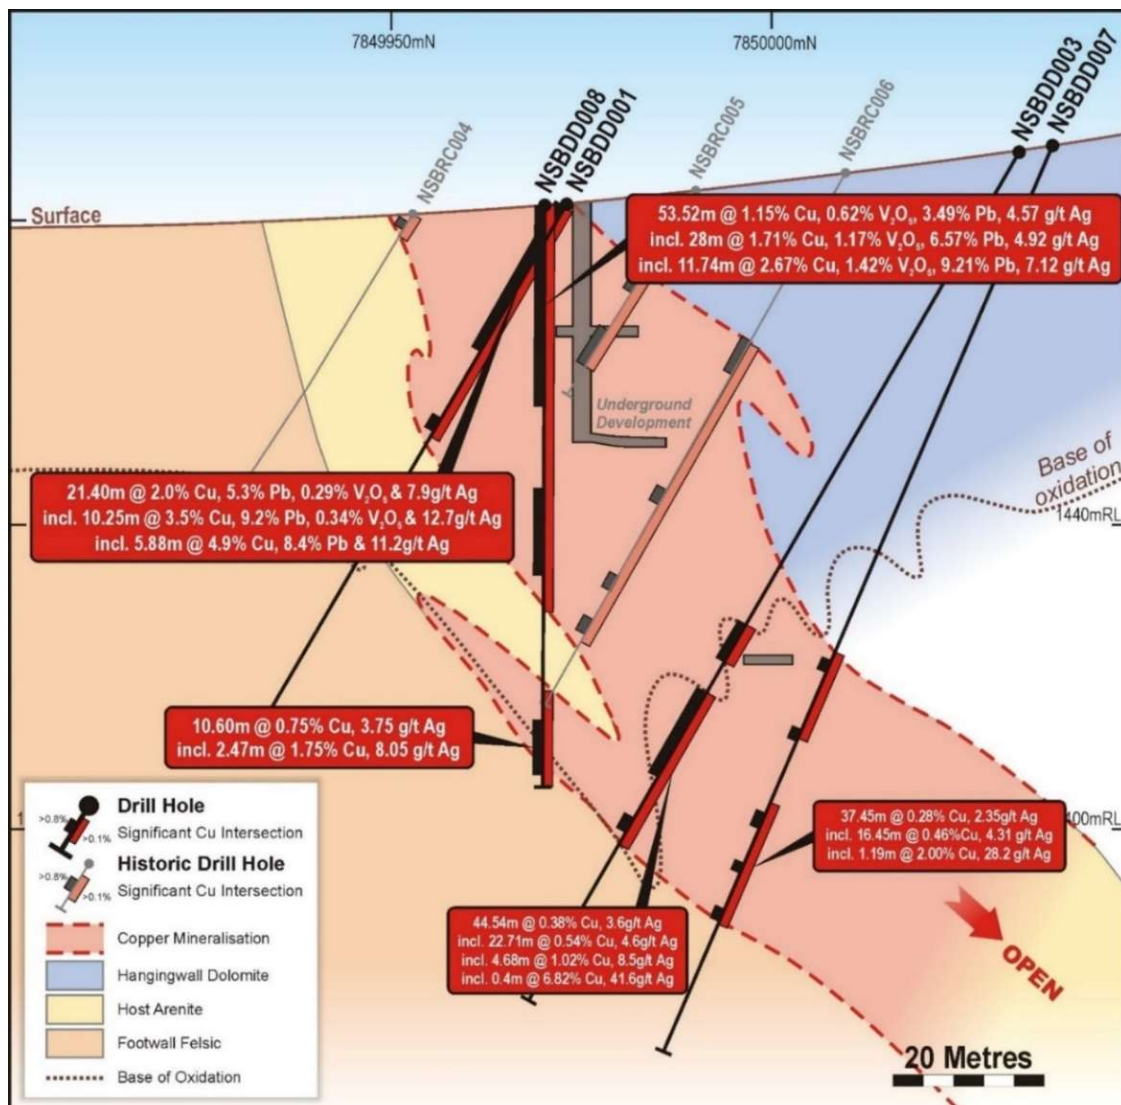 7849950mN
7850000mN
NSBRC004
NSBDD008
NSBDD001
NSBRC005
NSBRC006
NSBDD003
NSBDD007
Surface
53.52m @ 1.15% Cu, 0.62% V₂O₅, 3.49% Pb, 4.57 g/t Ag
incl. 28m @ 1.71% Cu, 1.17% V₂O₅, 6.57% Pb, 4.92 g/t Ag
incl. 11.74m @ 2.67% Cu, 1.42% V₂O₅, 9.21% Pb, 7.12 g/t Ag
Underground
Development
Base of
oxidation
1440mRL
21.40m @ 2.0% Cu, 5.3% Pb, 0.29% V₂O₅ & 7.9g/t Ag
incl. 10.25m @ 3.5% Cu, 9.2% Pb, 0.34% V₂O₅ & 12.7g/t Ag
incl. 5.88m @ 4.9% Cu, 8.4% Pb & 11.2g/t Ag
10.60m @ 0.75% Cu, 3.75 g/t Ag
incl. 2.47m @ 1.75% Cu, 8.05 g/t Ag
37.45m @ 0.28% Cu, 2.35g/t Ag
incl. 16.45m @ 0.46%Cu, 4.31 g/t Ag
incl. 1.19m @ 2.00% Cu, 28.2 g/t Ag
00mRL
44.54m @ 0.38% Cu, 3.6g/t Ag
incl. 22.71m @ 0.54% Cu, 4.6g/t Ag
incl. 4.68m @ 1.02% Cu, 8.5g/t Ag
incl. 0.4m @ 6.82% Cu, 41.6g/t Ag
OPEN
20 Metres
1
Drill Hole
>0.8%
>0.1%
Significant Cu Intersection
Historic Drill Hole
>0.8%
>0.1%
Significant Cu Intersection
Copper Mineralisation
Hangingwall Dolomite
Host Arenite
Footwall Felsic
Base of Oxidation